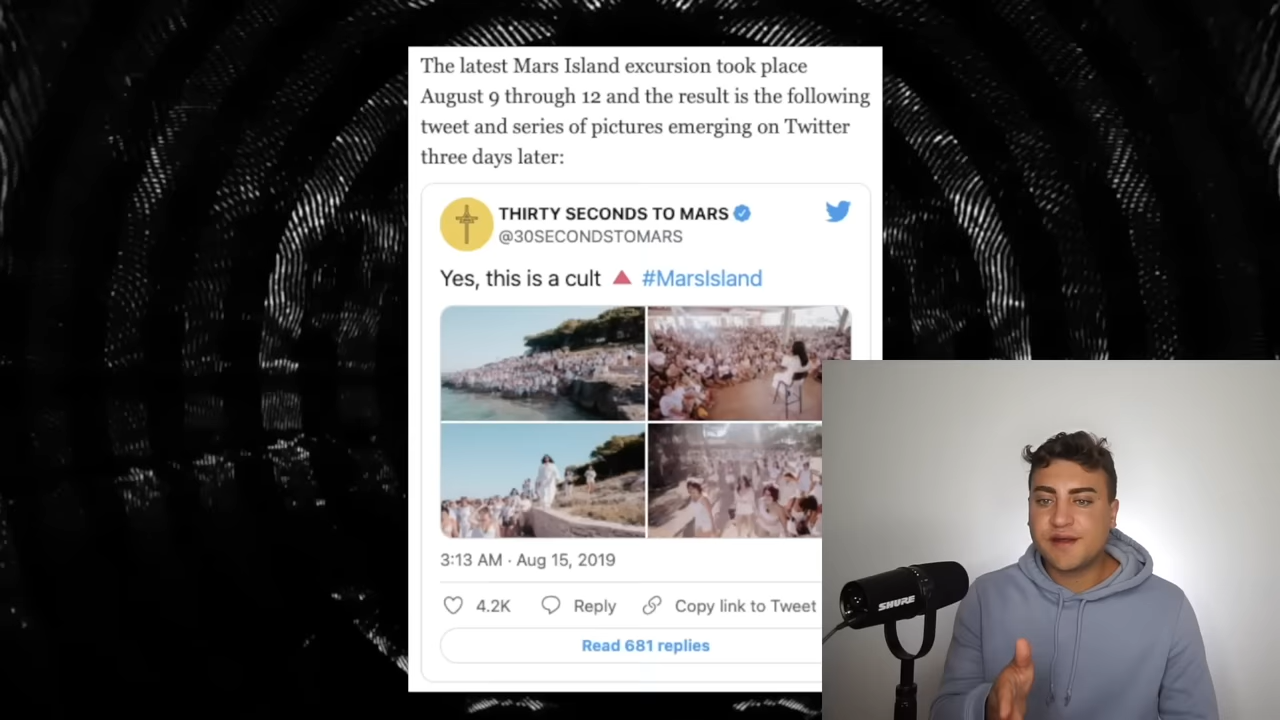 The latest Mars Island excursion took place
August 9 through 12 and the result is the following
tweet and series of pictures emerging on Twitter
three days later:
THIRTY SECONDS TO MARS
@30SECONDSTOMARS
Yes, this is a cult 🔺 #MarsIsland
3:13 AM · Aug 15, 2019
4.2K Reply Copy link to Tweet
Read 681 replies
SHURE